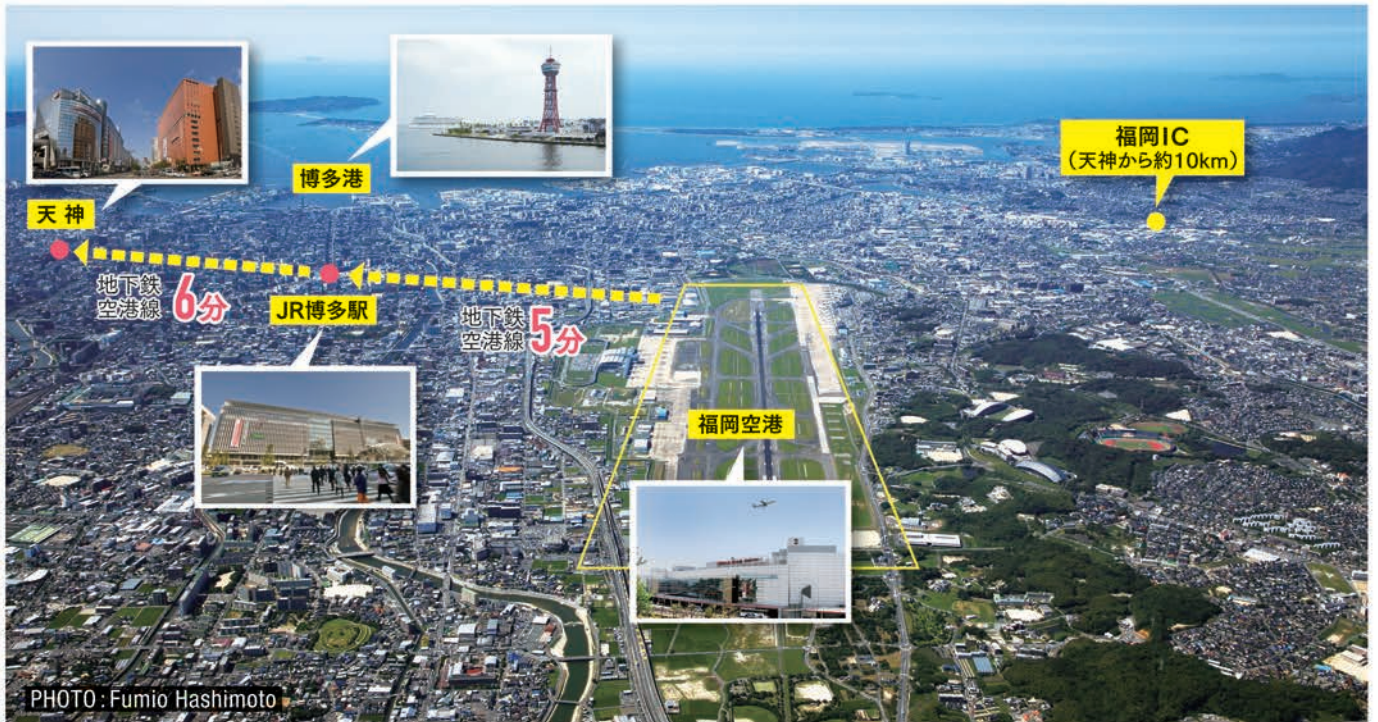 福岡IC
(天神から約10km)
博多港
天神
地下鉄
空港線 6分
JR博多駅
地下鉄
空港線 5分
福岡空港
PHOTO : Fumio Hashimoto